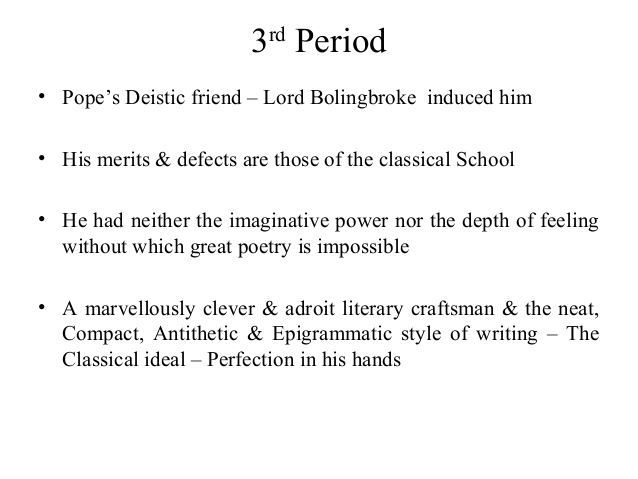 3rd Period
• Pope's Deistic friend – Lord Bolingbroke induced him
• His merits & defects are those of the classical School
• He had neither the imaginative power nor the depth of feeling
without which great poetry is impossible
• A marvellously clever & adroit literary craftsman & the neat,
Compact, Antithetic & Epigrammatic style of writing – The
Classical ideal – Perfection in his hands